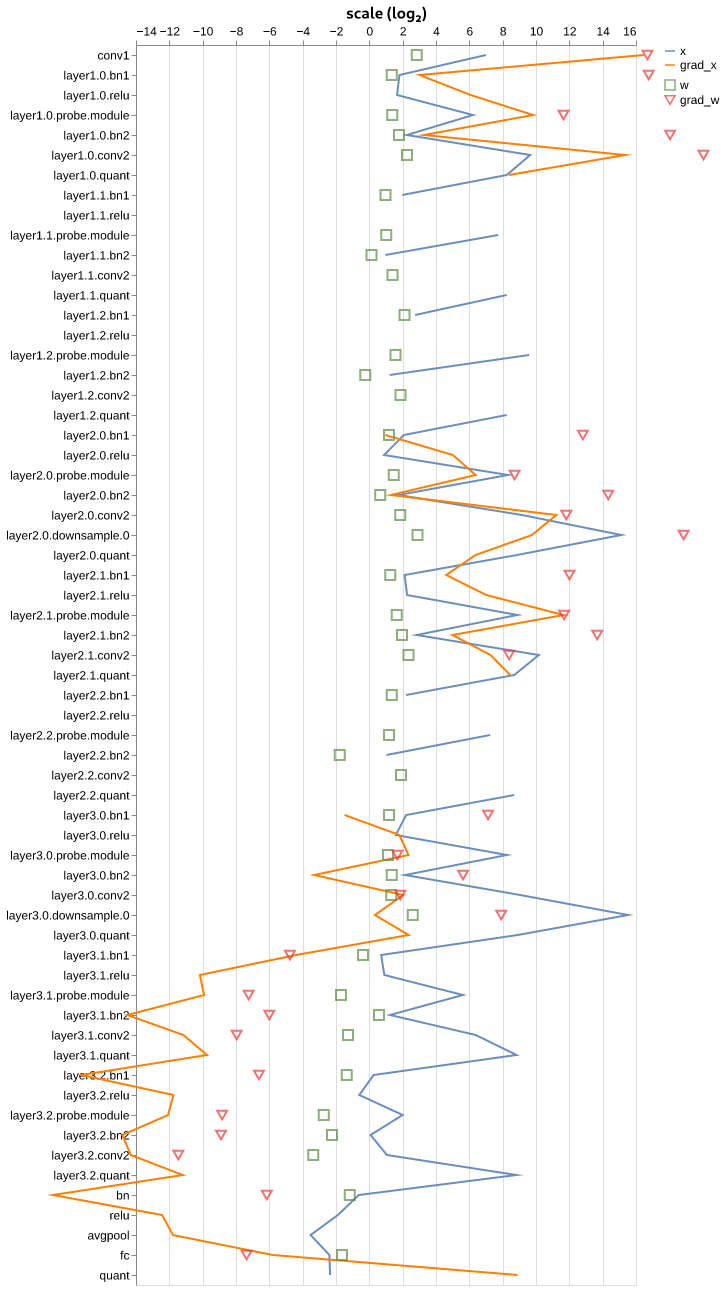 scale (log₂)
−14 −12 −10 −8 −6 −4 −2 0 2 4 6 8 10 12 14 16
x
grad_x
w
grad_w
conv1
layer1.0.bn1
layer1.0.relu
layer1.0.probe.module
layer1.0.bn2
layer1.0.conv2
layer1.0.quant
layer1.1.bn1
layer1.1.relu
layer1.1.probe.module
layer1.1.bn2
layer1.1.conv2
layer1.1.quant
layer1.2.bn1
layer1.2.relu
layer1.2.probe.module
layer1.2.bn2
layer1.2.conv2
layer1.2.quant
layer2.0.bn1
layer2.0.relu
layer2.0.probe.module
layer2.0.bn2
layer2.0.conv2
layer2.0.downsample.0
layer2.0.quant
layer2.1.bn1
layer2.1.relu
layer2.1.probe.module
layer2.1.bn2
layer2.1.conv2
layer2.1.quant
layer2.2.bn1
layer2.2.relu
layer2.2.probe.module
layer2.2.bn2
layer2.2.conv2
layer2.2.quant
layer3.0.bn1
layer3.0.relu
layer3.0.probe.module
layer3.0.bn2
layer3.0.conv2
layer3.0.downsample.0
layer3.0.quant
layer3.1.bn1
layer3.1.relu
layer3.1.probe.module
layer3.1.bn2
layer3.1.conv2
layer3.1.quant
layer3.2.bn1
layer3.2.relu
layer3.2.probe.module
layer3.2.bn2
layer3.2.conv2
layer3.2.quant
bn
relu
avgpool
fc
quant